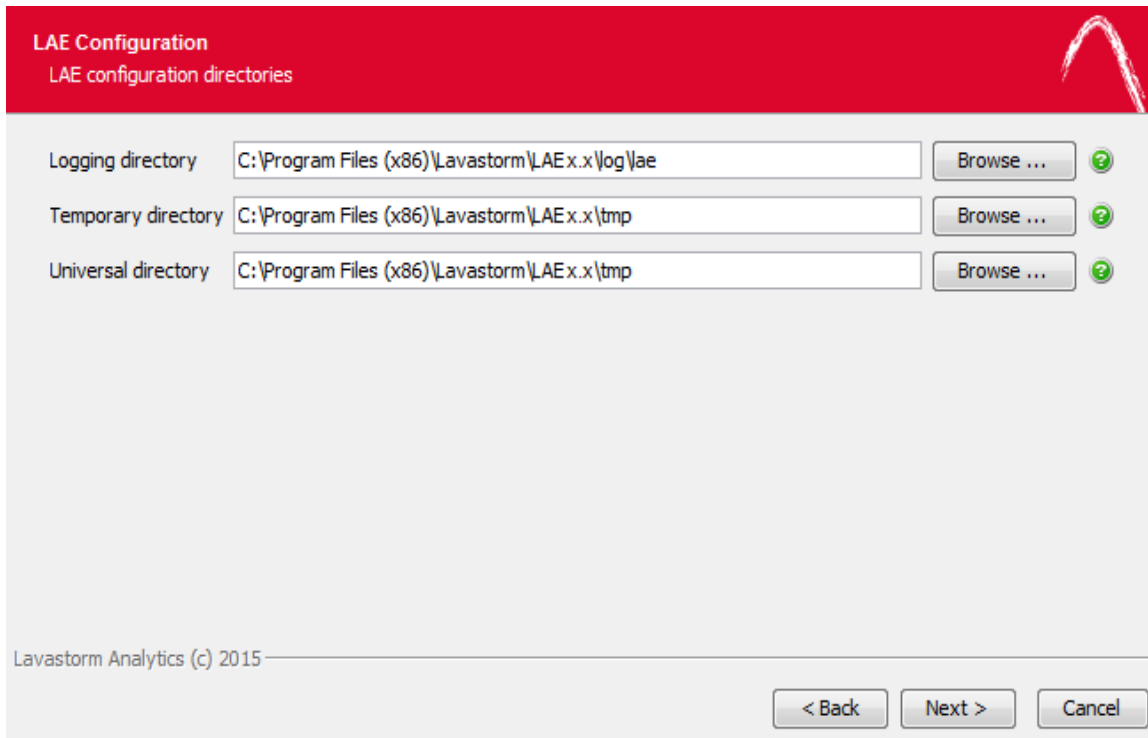 LAE Configuration
LAE configuration directories
Logging directory C:\Program Files (x86)\Lavastorm\LAEx.x\log\lae Browse ...
Temporary directory C:\Program Files (x86)\Lavastorm\LAEx.x\tmp Browse ...
Universal directory C:\Program Files (x86)\Lavastorm\LAEx.x\tmp Browse ...
Lavastorm Analytics (c) 2015
< Back Next > Cancel